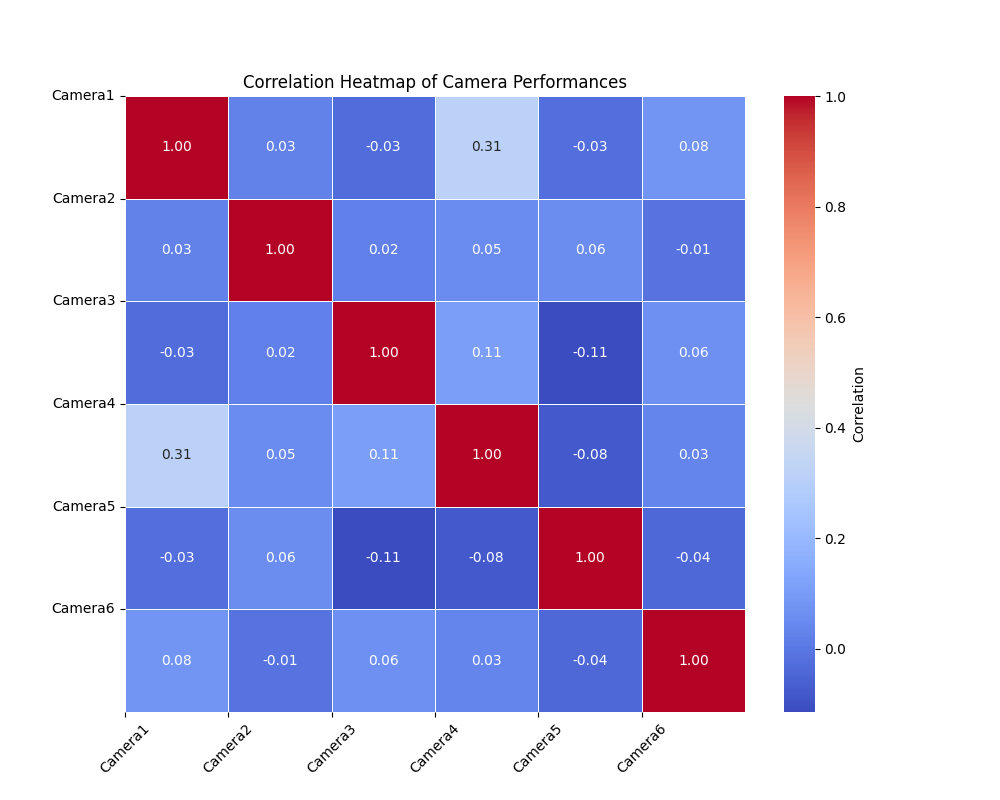 Correlation Heatmap of Camera Performances
Camera1
1.00 0.03 -0.03 0.31 -0.03 0.08
Camera2
0.03 1.00 0.02 0.05 0.06 -0.01
Camera3
-0.03 0.02 1.00 0.11 -0.11 0.06
Camera4
0.31 0.05 0.11 1.00 -0.08 0.03
Camera5
-0.03 0.06 -0.11 -0.08 1.00 -0.04
Camera6
0.08 -0.01 0.06 0.03 -0.04 1.00
Camera1 Camera2 Camera3 Camera4 Camera5 Camera6
1.0
0.8
0.6
0.4
0.2
0.0
Correlation